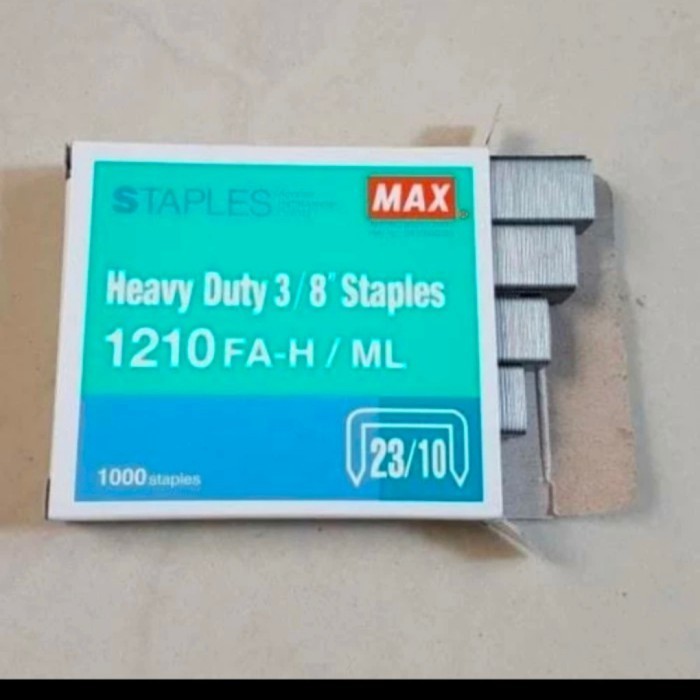 STAPLES
MAX
Heavy Duty 3/8" Staples
1210 FA-H / ML
23/10
1000 staples